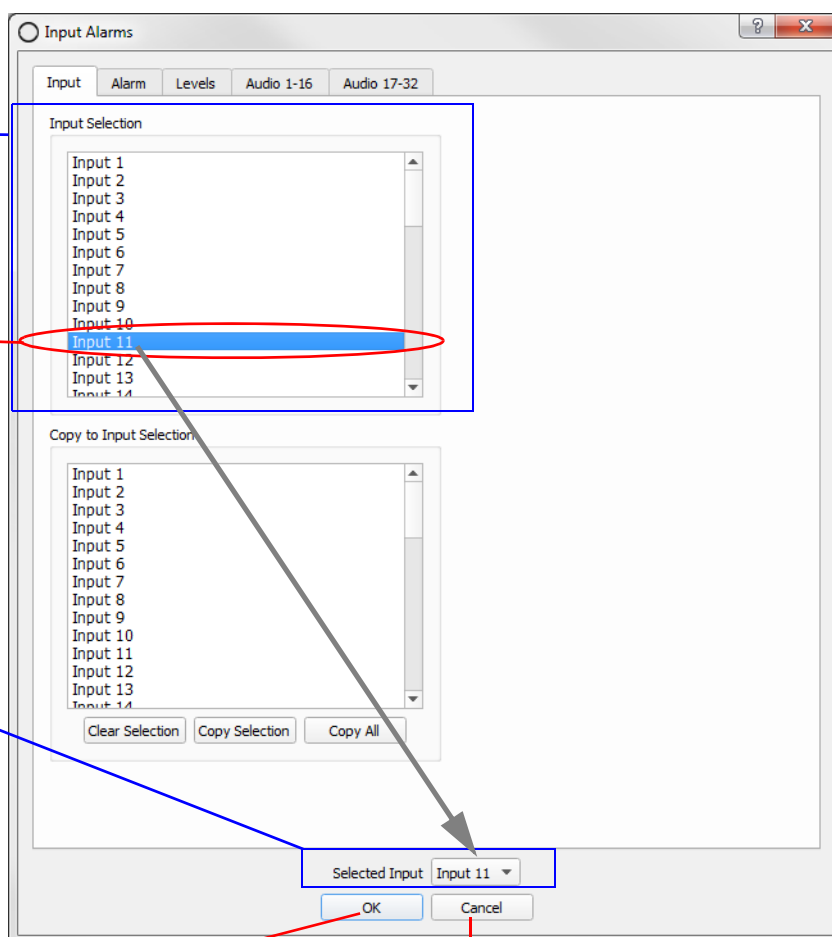 Input Alarms
Input Alarm Levels Audio 1-16 Audio 17-32
Input Selection
Input 1
Input 2
Input 3
Input 4
Input 5
Input 6
Input 7
Input 8
Input 9
Input 10
Input 11
Input 12
Input 13
Input 14
Copy to Input Selection
Input 1
Input 2
Input 3
Input 4
Input 5
Input 6
Input 7
Input 8
Input 9
Input 10
Input 11
Input 12
Input 13
Input 14
Clear Selection Copy Selection Copy All
Selected Input Input 11
OK Cancel